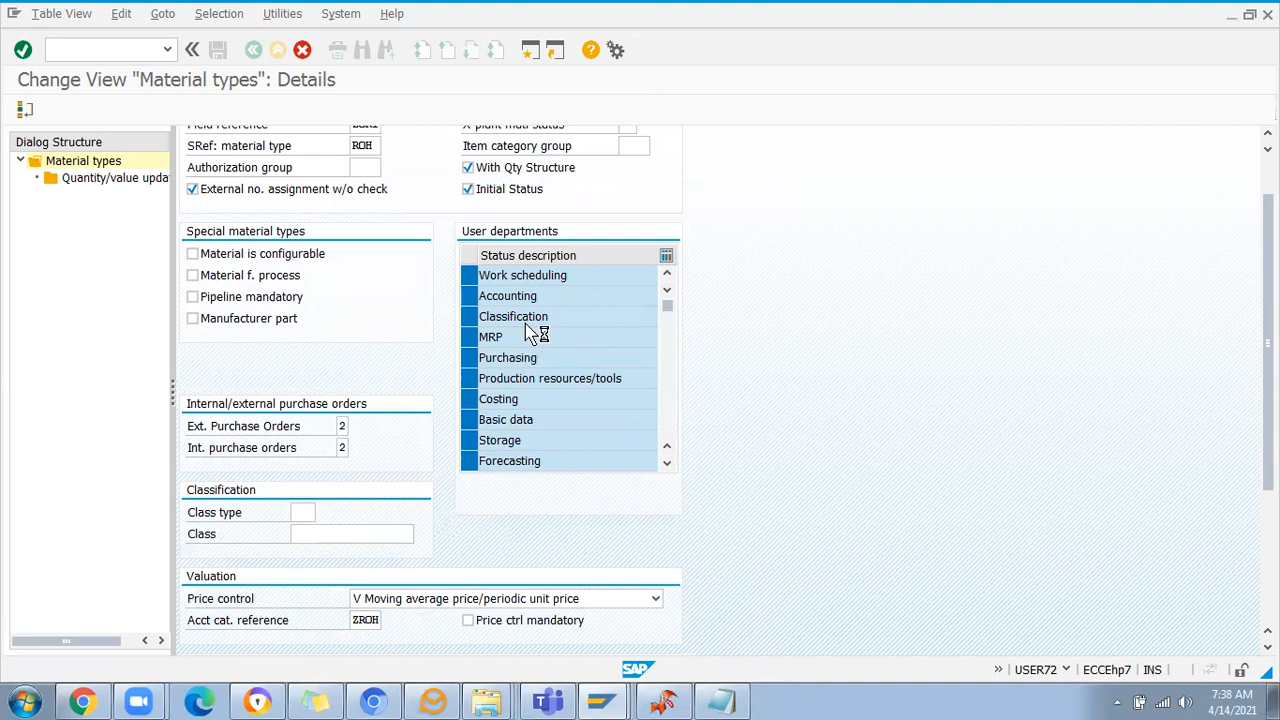 Table View Edit Goto Selection Utilities System Help
Change View "Material types": Details
Dialog Structure
Material types
Quantity/value upda
SRef: material type ROH Item category group
Authorization group With Qty Structure
External no. assignment w/o check Initial Status
Special material types
Material is configurable
Material f. process
Pipeline mandatory
Manufacturer part
User departments
Status description
Work scheduling
Accounting
Classification
MRP
Purchasing
Production resources/tools
Costing
Basic data
Storage
Forecasting
Internal/external purchase orders
Ext. Purchase Orders 2
Int. purchase orders 2
Classification
Class type
Class
Valuation
Price control V Moving average price/periodic unit price
Acct cat. reference ZROH Price ctrl mandatory
SAP
USER72 ECCEhp7 INS
7:38 AM
4/14/2021